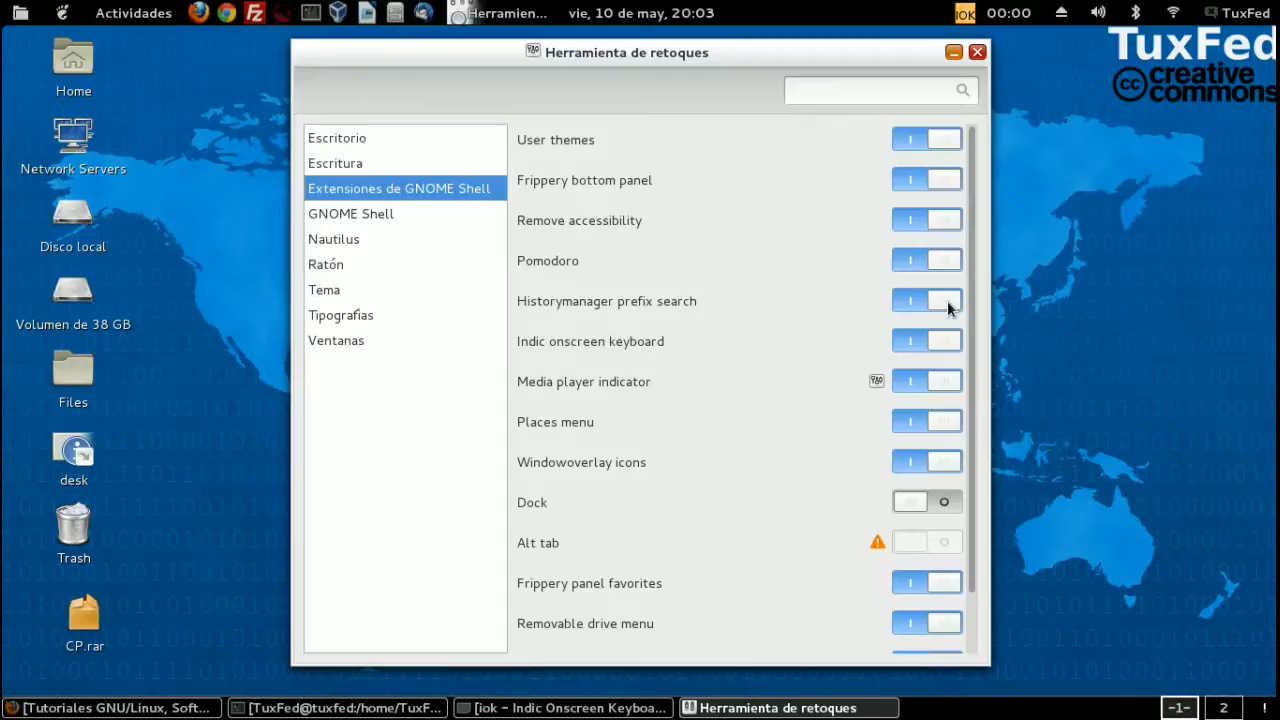 Actividades
Herramien...
vie, 10 de may, 20:03
IOK
00:00
TuxFed
TuxFed
cc creative commons
Home
Network Servers
Disco local
Volumen de 38 GB
Files
desk
Trash
CP.rar
Herramienta de retoques
Escritorio
Escritura
Extensiones de GNOME Shell
GNOME Shell
Nautilus
Ratón
Tema
Tipografías
Ventanas
User themes
Frippery bottom panel
Remove accessibility
Pomodoro
Historymanager prefix search
Indic onscreen keyboard
Media player indicator
Places menu
Windowoverlay icons
Dock
Alt tab
Frippery panel favorites
Removable drive menu
[Tutoriales GNU/Linux, Soft...
[TuxFed@tuxfed:/home/TuxF...
[iok – Indic Onscreen Keyboa...
Herramienta de retoques
-1-
2
!